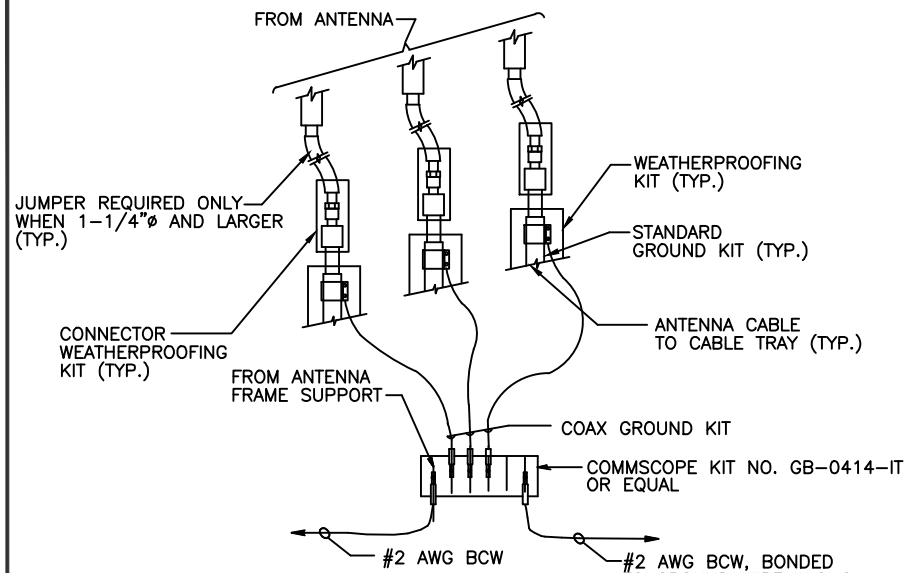 FROM ANTENNA
JUMPER REQUIRED ONLY
WHEN 1-1/4"ø AND LARGER
(TYP.)
WEATHERPROOFING
KIT (TYP.)
STANDARD
GROUND KIT (TYP.)
CONNECTOR
WEATHERPROOFING
KIT (TYP.)
ANTENNA CABLE
TO CABLE TRAY (TYP.)
FROM ANTENNA
FRAME SUPPORT
COAX GROUND KIT
COMMSCOPE KIT NO. GB-0414-IT
OR EQUAL
#2 AWG BCW
#2 AWG BCW, BONDED